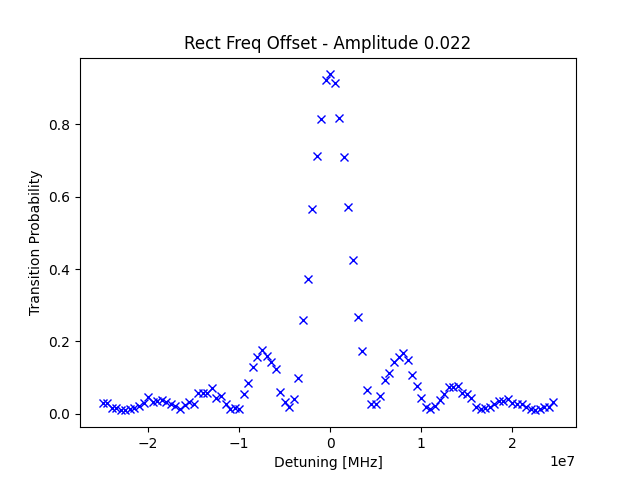 Rect Freq Offset - Amplitude 0.022
Transition Probability
0.8
0.6
0.4
0.2
0.0
−2
−1
0
1
2
1e7
Detuning [MHz]